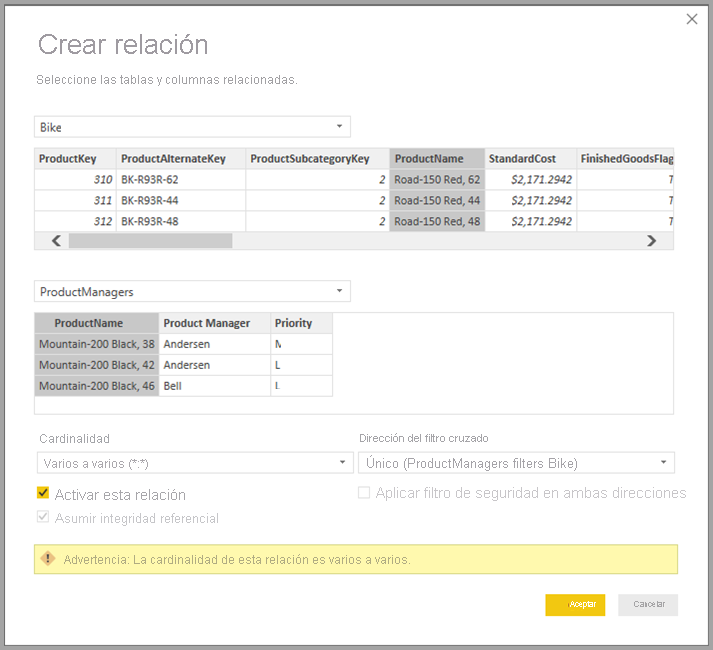 Crear relación
Seleccione las tablas y columnas relacionadas.
Bike
ProductKey ProductAlternateKey ProductSubcategoryKey ProductName StandardCost FinishedGoodsFlag
310 BK-R93R-62 2 Road-150 Red, 62 $2,171.2942
311 BK-R93R-44 2 Road-150 Red, 44 $2,171.2942
312 BK-R93R-48 2 Road-150 Red, 48 $2,171.2942
ProductManagers
ProductName Product Manager Priority
Mountain-200 Black, 38 Andersen M
Mountain-200 Black, 42 Andersen L
Mountain-200 Black, 46 Bell L
Cardinalidad Dirección del filtro cruzado
Varios a varios (*:*) Único (ProductManagers filters Bike)
Activar esta relación Aplicar filtro de seguridad en ambas direcciones
Asumir integridad referencial
Advertencia: La cardinalidad de esta relación es varios a varios.
Aceptar Cancelar